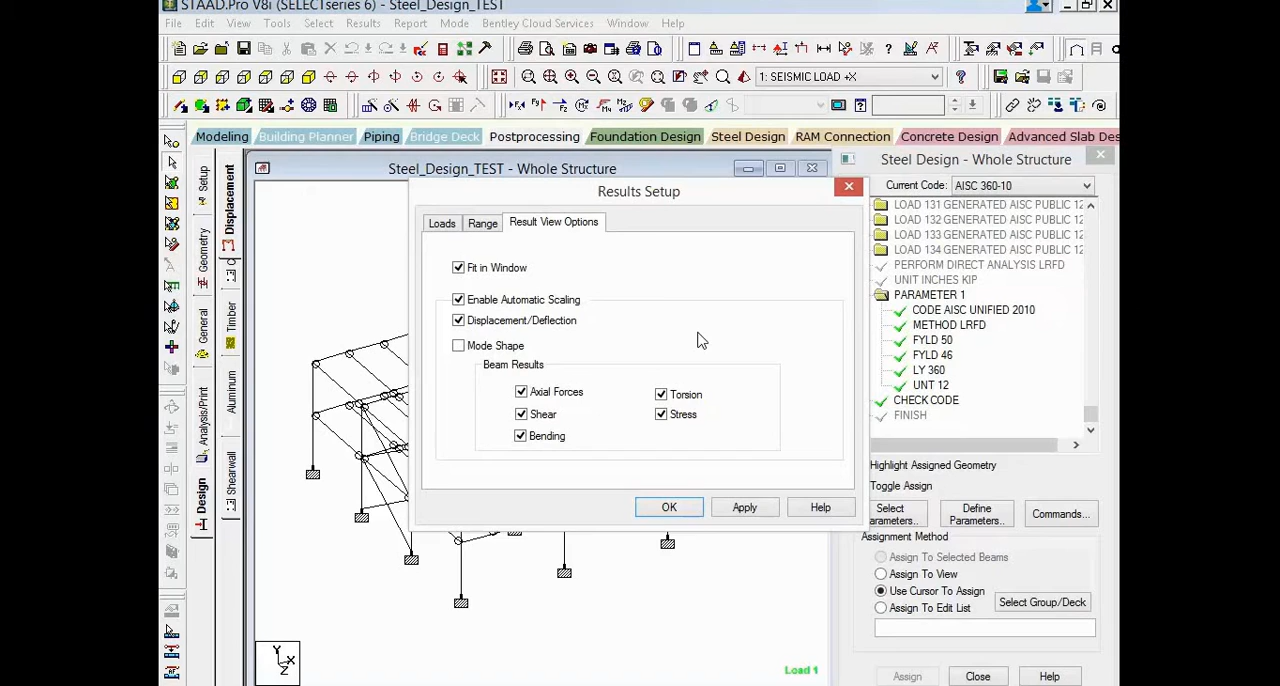 STAAD.Pro V8i (SELECTseries 6) - Steel_Design_TEST
File Edit View Tools Select Results Report Mode Bentley Cloud Services Window Help
1: SEISMIC LOAD +X
Modeling Building Planner Piping Bridge Deck Postprocessing Foundation Design Steel Design RAM Connection Concrete Design Advanced Slab Des
Setup
Geometry
General
Analysis/Print
Design
Displacement
Timber
Aluminum
Shearwall
Steel_Design_TEST - Whole Structure
Results Setup
Loads Range Result View Options
Fit in Window
Enable Automatic Scaling
Displacement/Deflection
Mode Shape
Beam Results
Axial Forces Torsion
Shear Stress
Bending
OK Apply Help
Y
X
Z
Load 1
Steel Design - Whole Structure
Current Code: AISC 360-10
LOAD 131 GENERATED AISC PUBLIC 12
LOAD 132 GENERATED AISC PUBLIC 12
LOAD 133 GENERATED AISC PUBLIC 12
LOAD 134 GENERATED AISC PUBLIC 12
PERFORM DIRECT ANALYSIS LRFD
UNIT INCHES KIP
PARAMETER 1
CODE AISC UNIFIED 2010
METHOD LRFD
FYLD 50
FYLD 46
LY 360
UNT 12
CHECK CODE
FINISH
Highlight Assigned Geometry
Toggle Assign
Select Parameters.. Define Parameters.. Commands...
Assignment Method
Assign To Selected Beams
Assign To View
Use Cursor To Assign
Assign To Edit List
Select Group/Deck
Assign Close Help